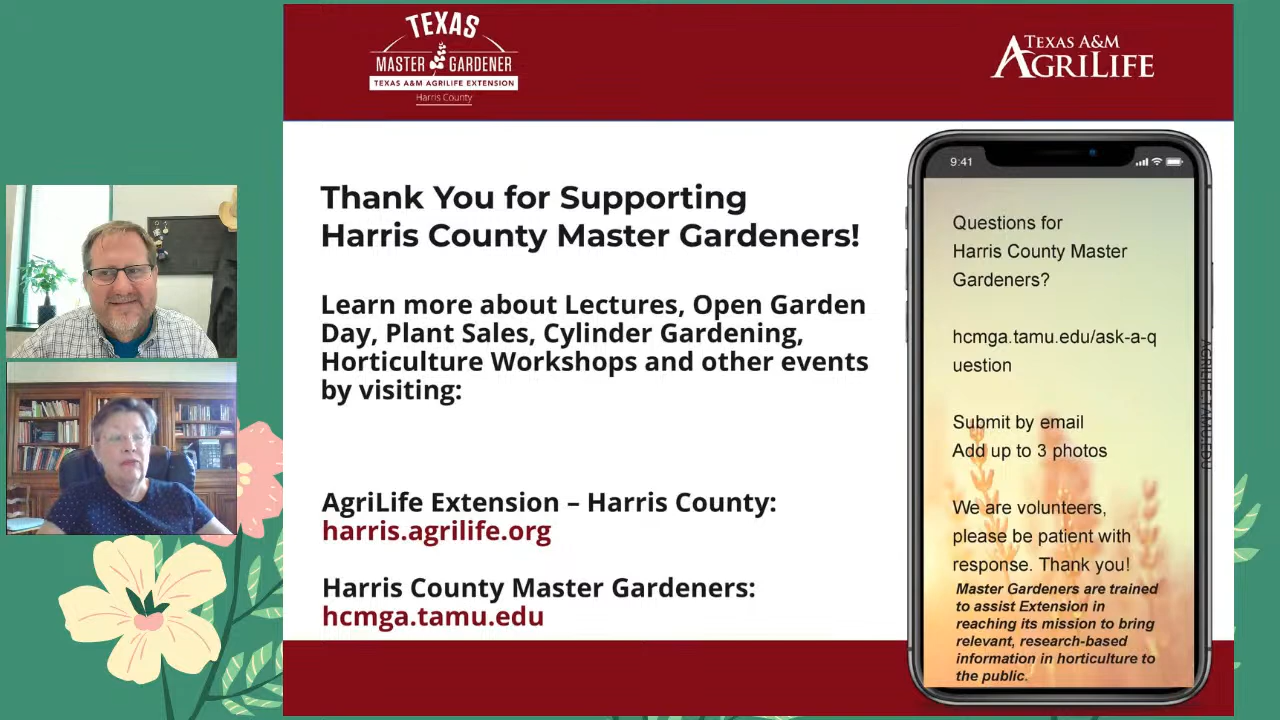 TEXAS
MASTER GARDENER
TEXAS A&M AGRILIFE EXTENSION
Harris County
TEXAS A&M
AGRILIFE
Thank You for Supporting
Harris County Master Gardeners!
Learn more about Lectures, Open Garden
Day, Plant Sales, Cylinder Gardening,
Horticulture Workshops and other events
by visiting:
AgriLife Extension – Harris County:
harris.agrilife.org
Harris County Master Gardeners:
hcmga.tamu.edu
9:41
Questions for
Harris County Master
Gardeners?
hcmga.tamu.edu/ask-a-q
uestion
Submit by email
Add up to 3 photos
We are volunteers,
please be patient with
response. Thank you!
Master Gardeners are trained
to assist Extension in
reaching its mission to bring
relevant, research-based
information in horticulture to
the public.